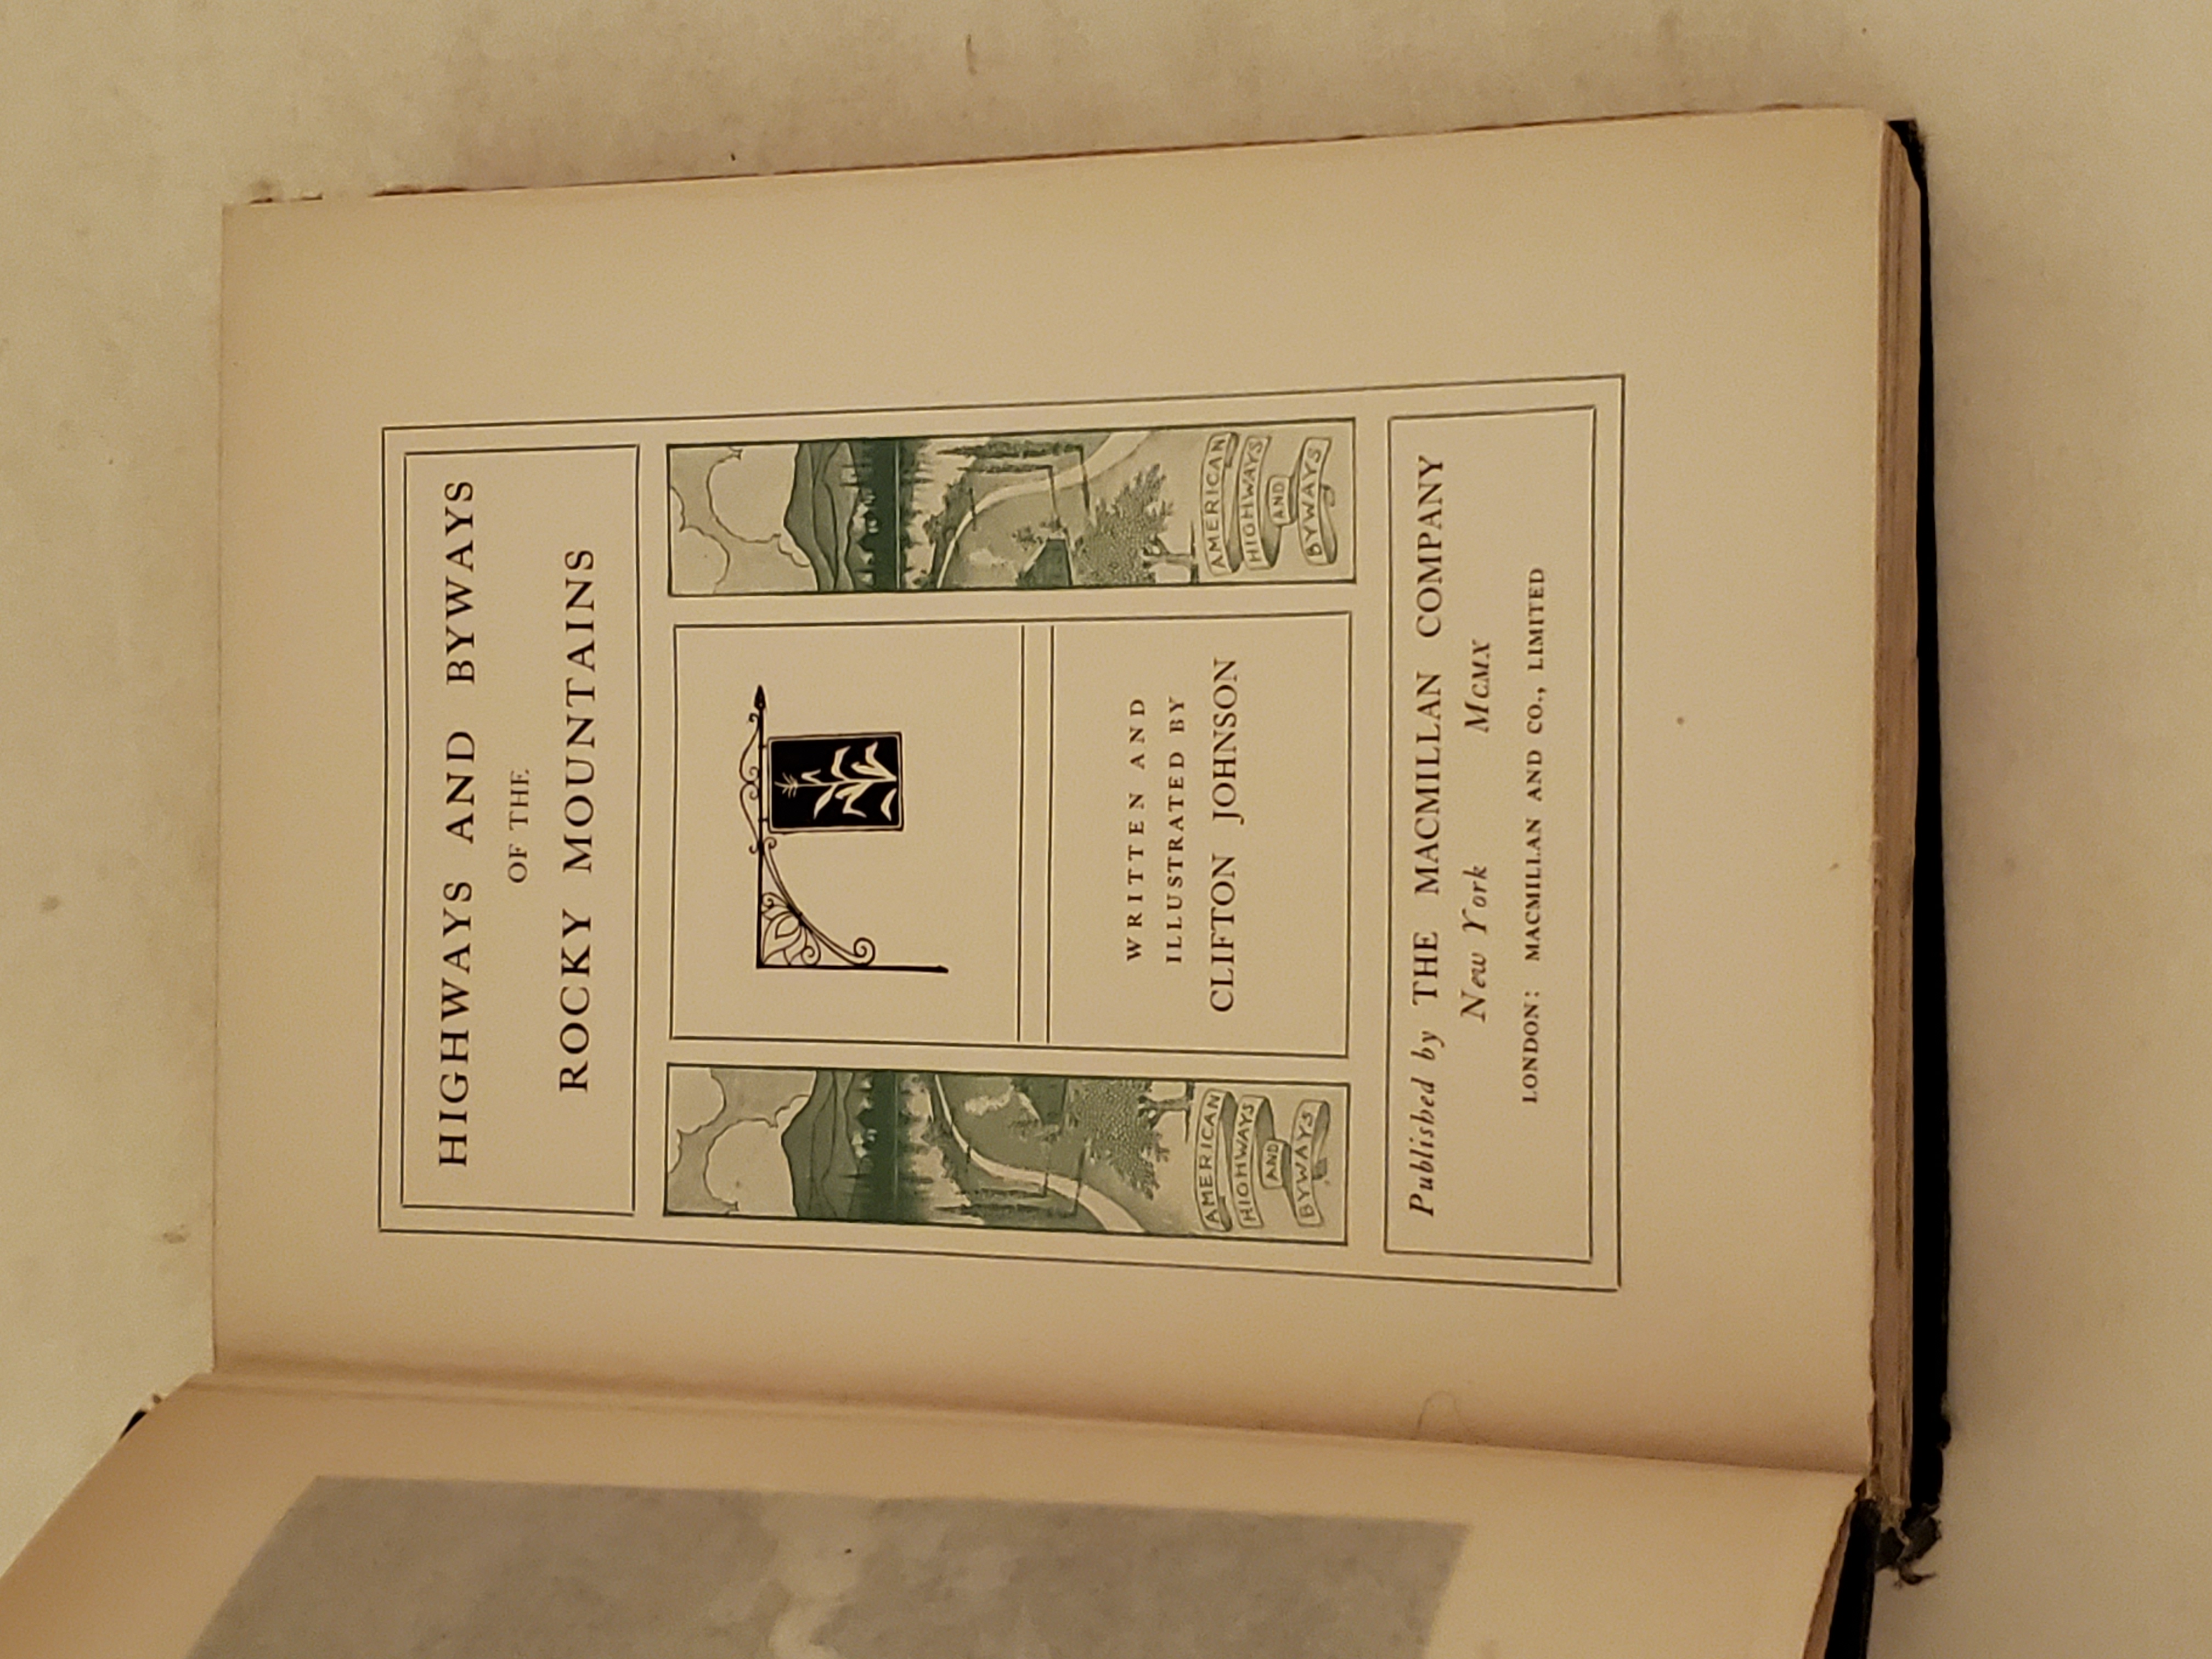 HIGHWAYS AND BYWAYS
OF THE
ROCKY MOUNTAINS
AMERICAN
HIGHWAYS
AND
BYWAYS
WRITTEN AND
ILLUSTRATED BY
CLIFTON JOHNSON
AMERICAN
HIGHWAYS
AND
BYWAYS
Published by THE MACMILLAN COMPANY
New York McMX
LONDON: MACMILLAN AND CO., LIMITED